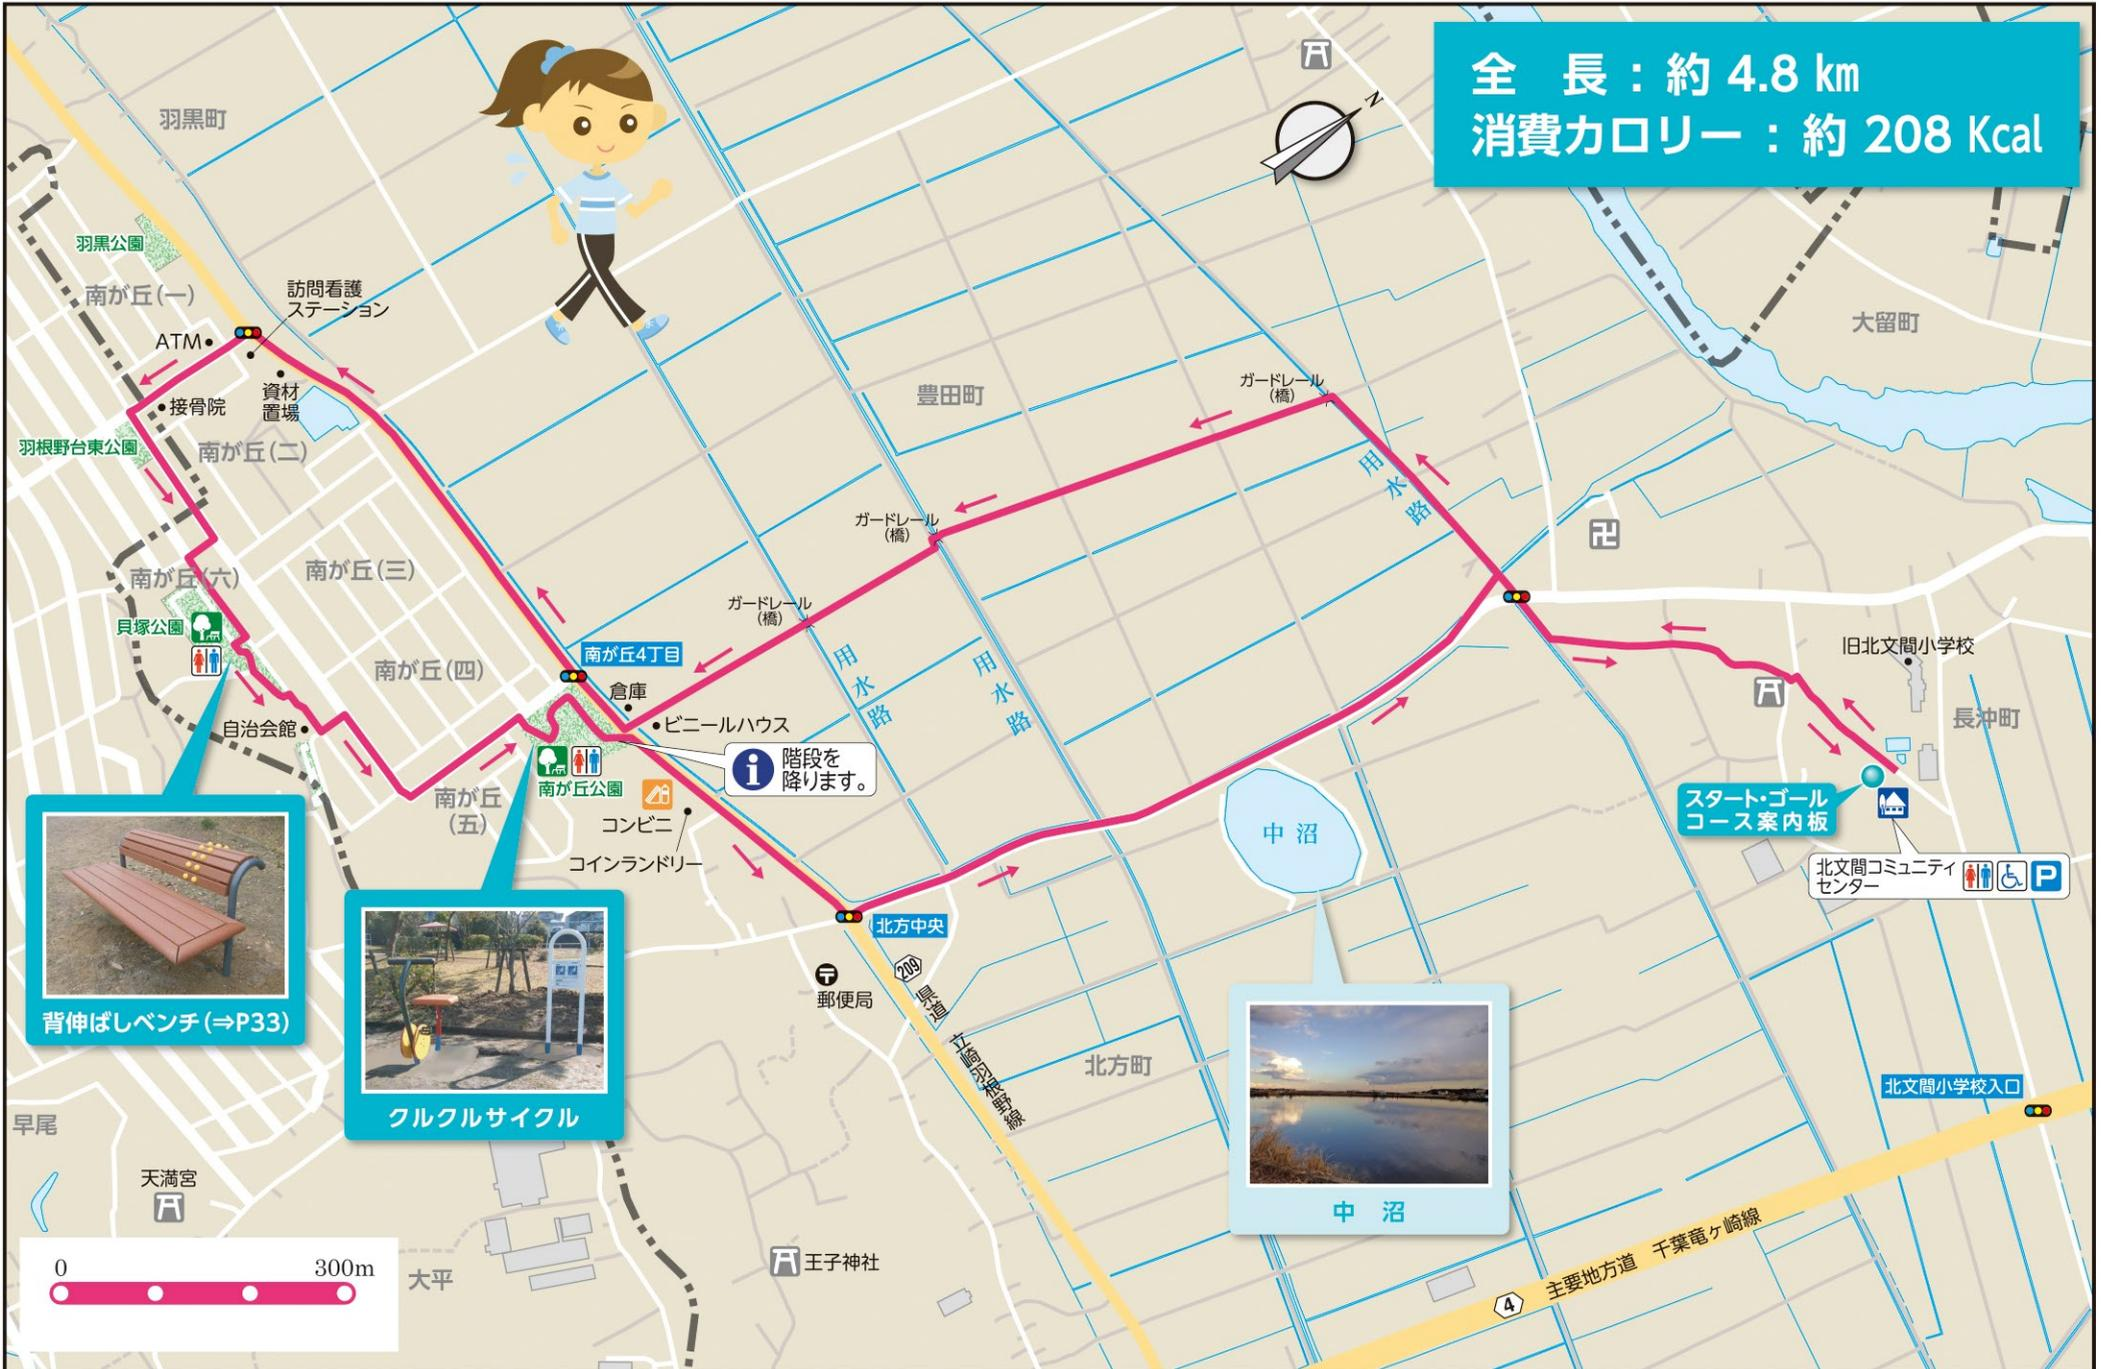 全　長：約 4.8 ㎞
消費カロリー：約 208 Kcal
N
羽黒町
羽黒公園
南が丘(一)
訪問看護
ステーション
ATM
接骨院
資材
置場
羽根野台東公園
南が丘(二)
豊田町
ガードレール
(橋)
大留町
用水路
ガードレール
(橋)
南が丘(三)
南が丘(六)
ガードレール
(橋)
貝塚公園
南が丘4丁目
南が丘(四)
倉庫
ビニールハウス
用水路
用水路
旧北文間小学校
長沖町
自治会館
i
階段を
降ります。
南が丘公園
南が丘
(五)
コンビニ
コインランドリー
中沼
スタート・ゴール
コース案内板
北文間コミュニティ
センター
P
北方中央
郵便局
209
県道 立崎羽根野線
背伸ばしベンチ(⇒P33)
クルクルサイクル
北方町
中　沼
北文間小学校入口
早尾
天満宮
王子神社
大平
4
主要地方道　千葉竜ヶ崎線
0
300m